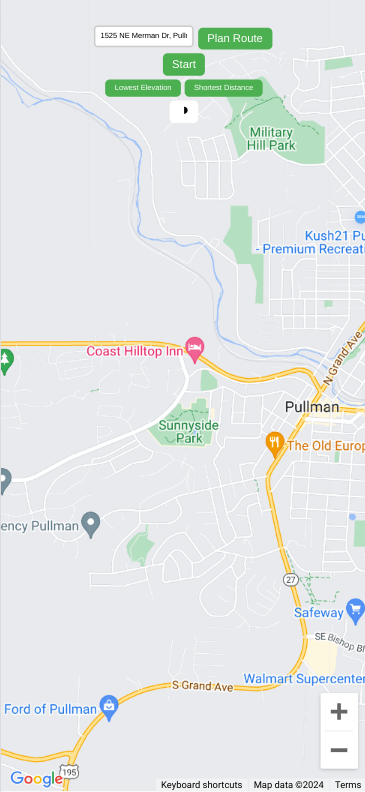 1525 NE Merman Dr, Pull
Plan Route
Start
Lowest Elevation
Shortest Distance
Military
Hill Park
Kush21 Pu
- Premium Recreati
N Grand Ave
Coast Hilltop Inn
Pullman
Sunnyside
Park
The Old Europ
ency Pullman
27
Safeway
SE Bishop Bl
Walmart Supercenter
S Grand Ave
Ford of Pullman
195
Google
Keyboard shortcuts
Map data ©2024
Terms